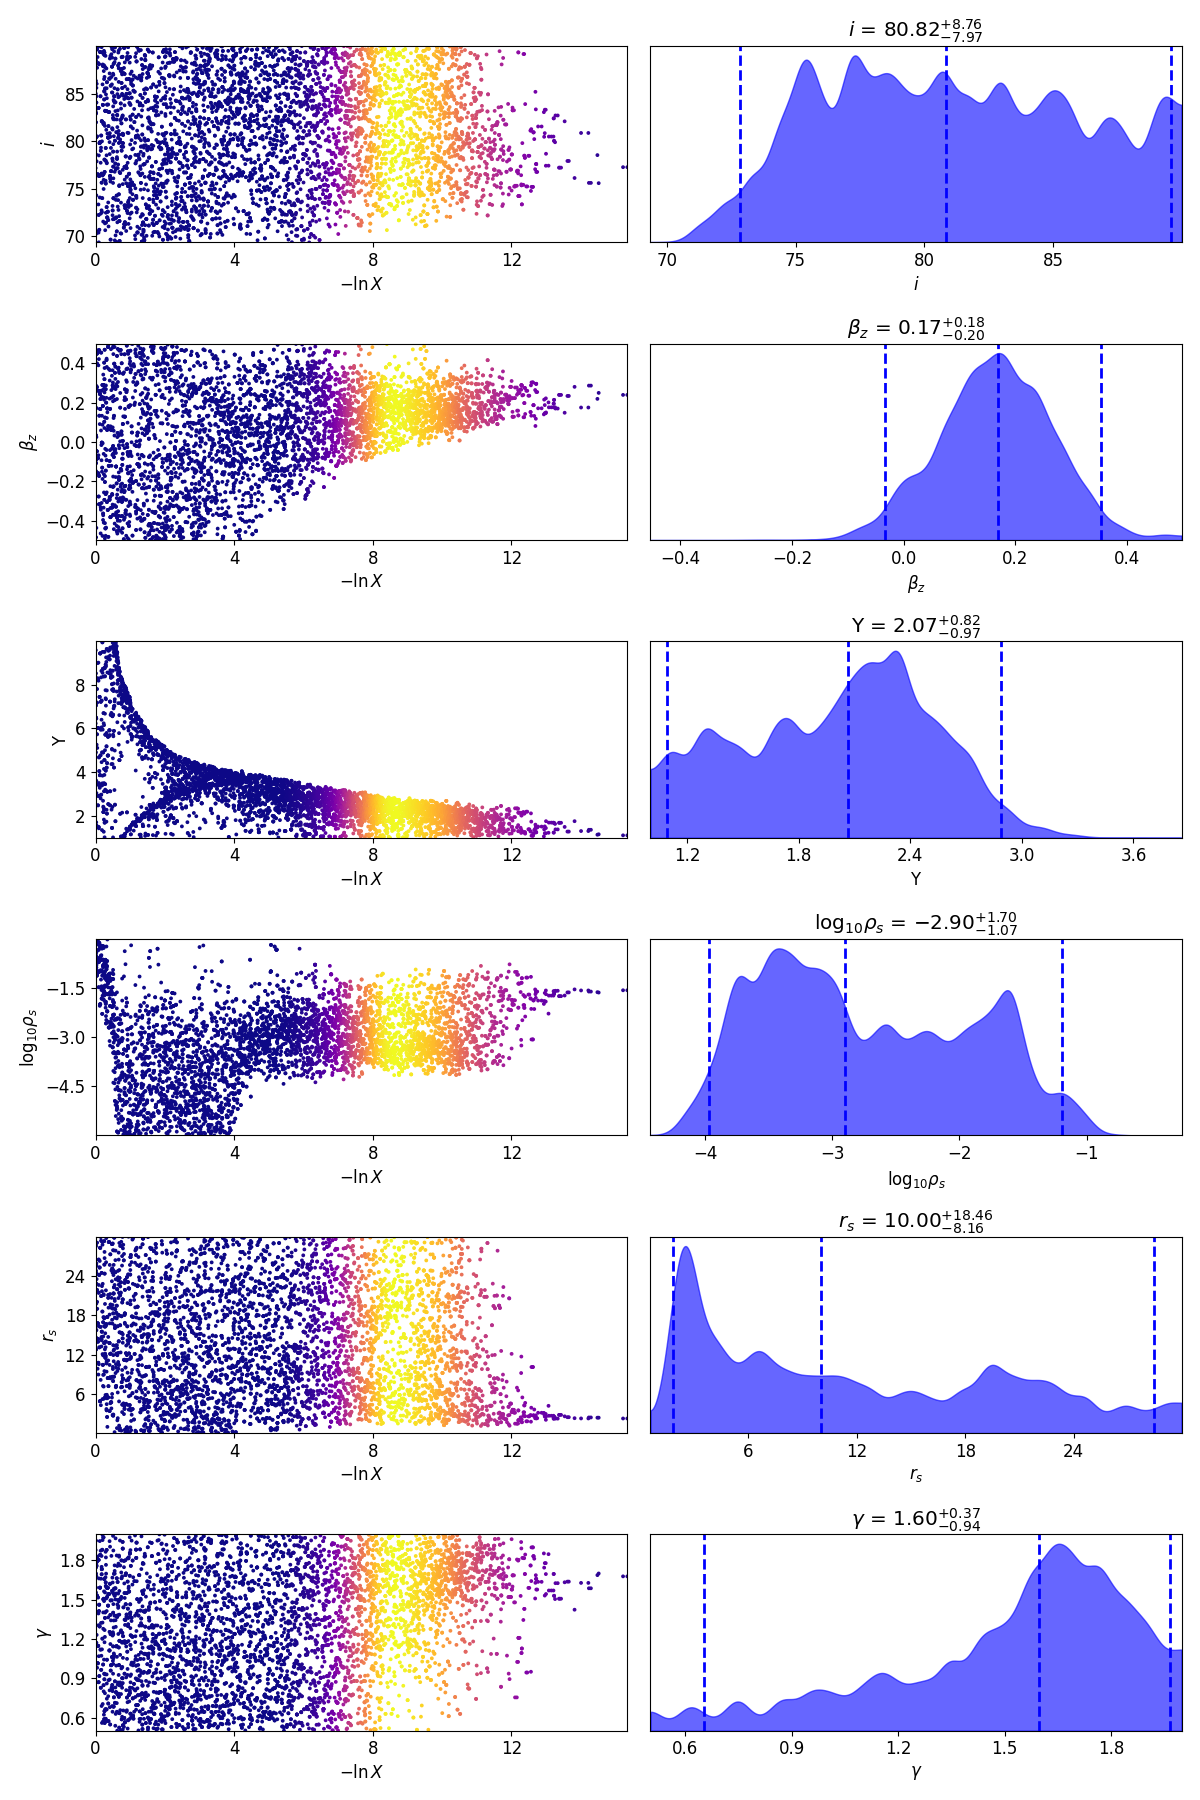 i = 80.82^{+8.76}_{-7.97}
85
80
75
70
i
0 4 8 12
−ln X
70 75 80 85
i
β_z = 0.17^{+0.18}_{-0.20}
0.4
0.2
0.0
−0.2
−0.4
β_z
0 4 8 12
−ln X
−0.4 −0.2 0.0 0.2 0.4
β_z
Y = 2.07^{+0.82}_{-0.97}
8
6
4
2
Y
0 4 8 12
−ln X
1.2 1.8 2.4 3.0 3.6
Y
log₁₀ρ_s = −2.90^{+1.70}_{-1.07}
−1.5
−3.0
−4.5
log₁₀ρ_s
0 4 8 12
−ln X
−4 −3 −2 −1
log₁₀ρ_s
r_s = 10.00^{+18.46}_{-8.16}
24
18
12
6
r_s
0 4 8 12
−ln X
6 12 18 24
r_s
γ = 1.60^{+0.37}_{-0.94}
1.8
1.5
1.2
0.9
0.6
γ
0 4 8 12
−ln X
0.6 0.9 1.2 1.5 1.8
γ